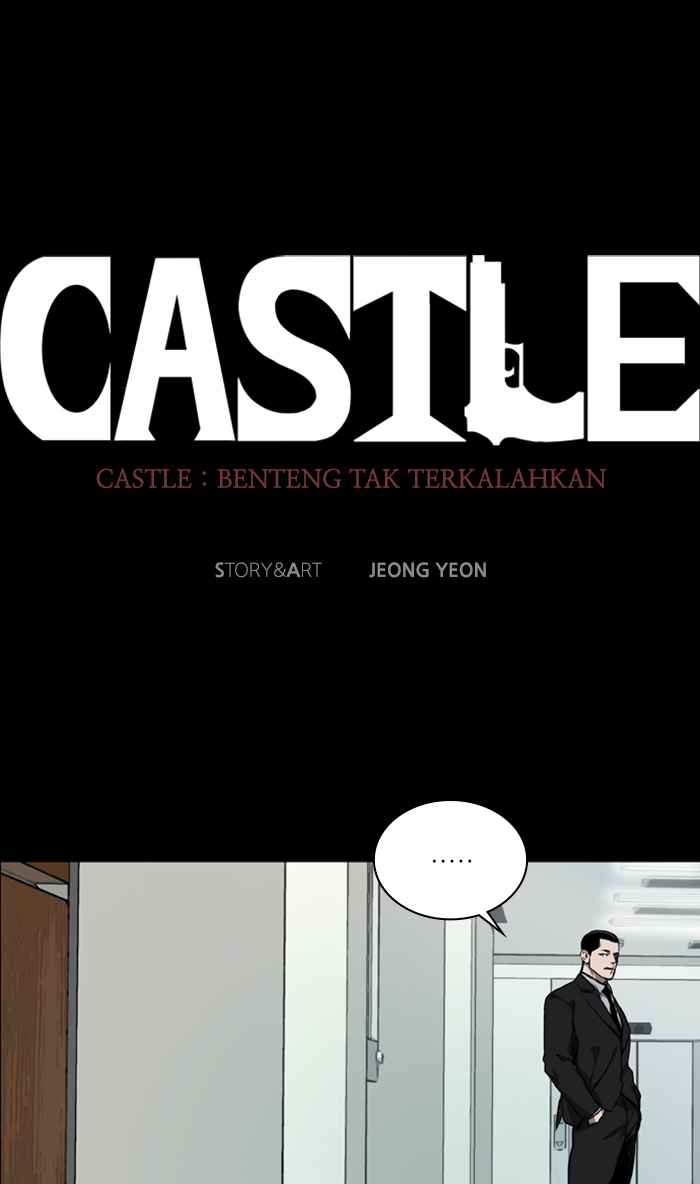 CASTLE
CASTLE : BENTENG TAK TERKALAHKAN
STORY&ART JEONG YEON
.....